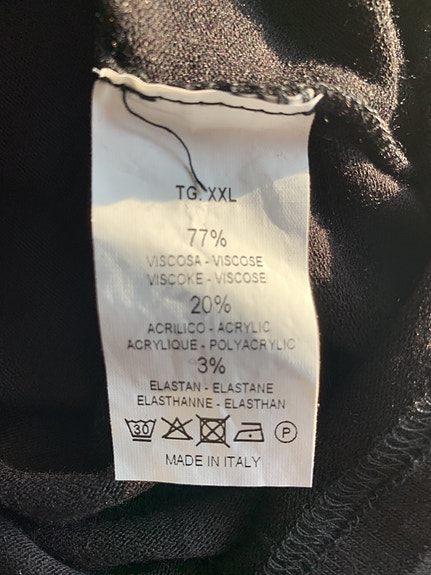 TG. XXL
77%
VISCOSA - VISCOSE
VISCOKE - VISCOSE
20%
ACRILICO - ACRYLIC
ACRYLIQUE - POLYACRYLIC
3%
ELASTAN - ELASTANE
ELASTHANNE - ELASTHAN
30 P
MADE IN ITALY